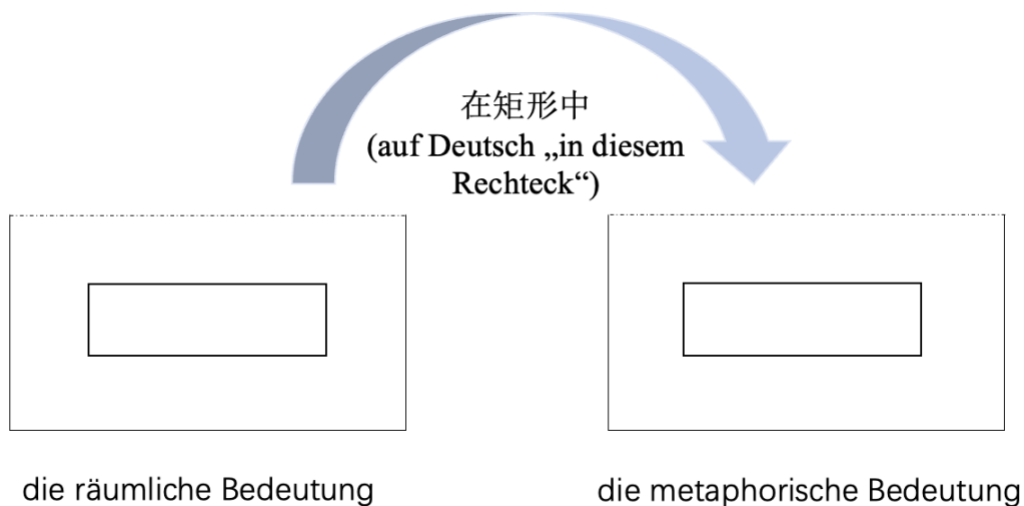 在矩形中
(auf Deutsch „in diesem
Rechteck“)
die räumliche Bedeutung
die metaphorische Bedeutung